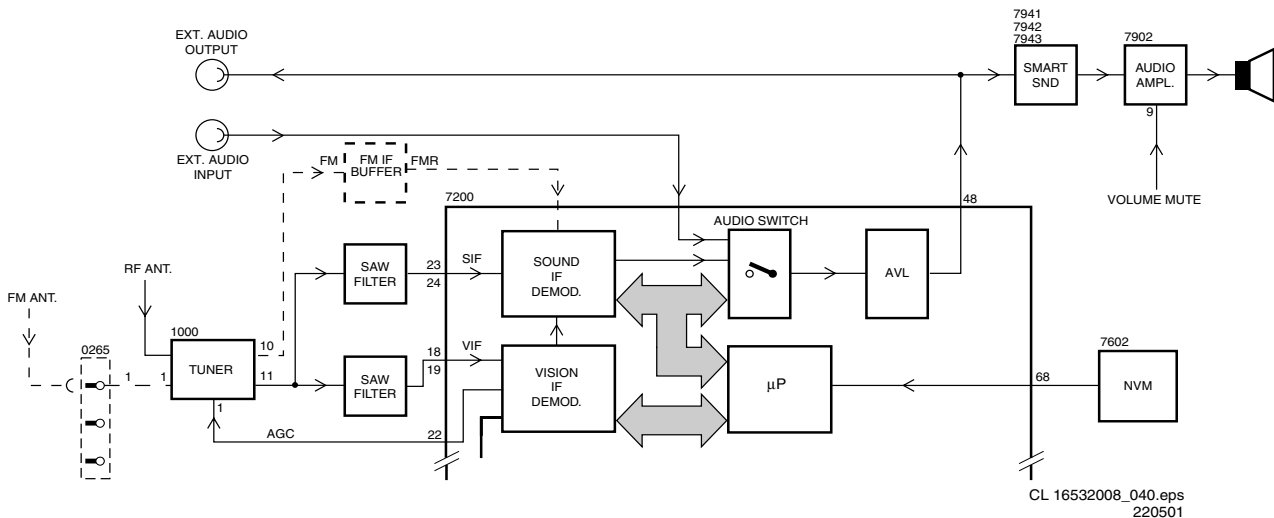 EXT. AUDIO
OUTPUT
7941
7942
7943
SMART
SND
7902
AUDIO
AMPL.
9
VOLUME MUTE
EXT. AUDIO
INPUT
FM
FM IF
BUFFER
FMR
7200
48
AUDIO SWITCH
RF ANT.
SAW
FILTER
23
24
SIF
SOUND
IF
DEMOD.
AVL
FM ANT.
0265
1
1
1000
TUNER
10
11
1
SAW
FILTER
18
19
VIF
VISION
IF
DEMOD.
µP
68
7602
NVM
AGC
22
CL 16532008_040.eps
220501